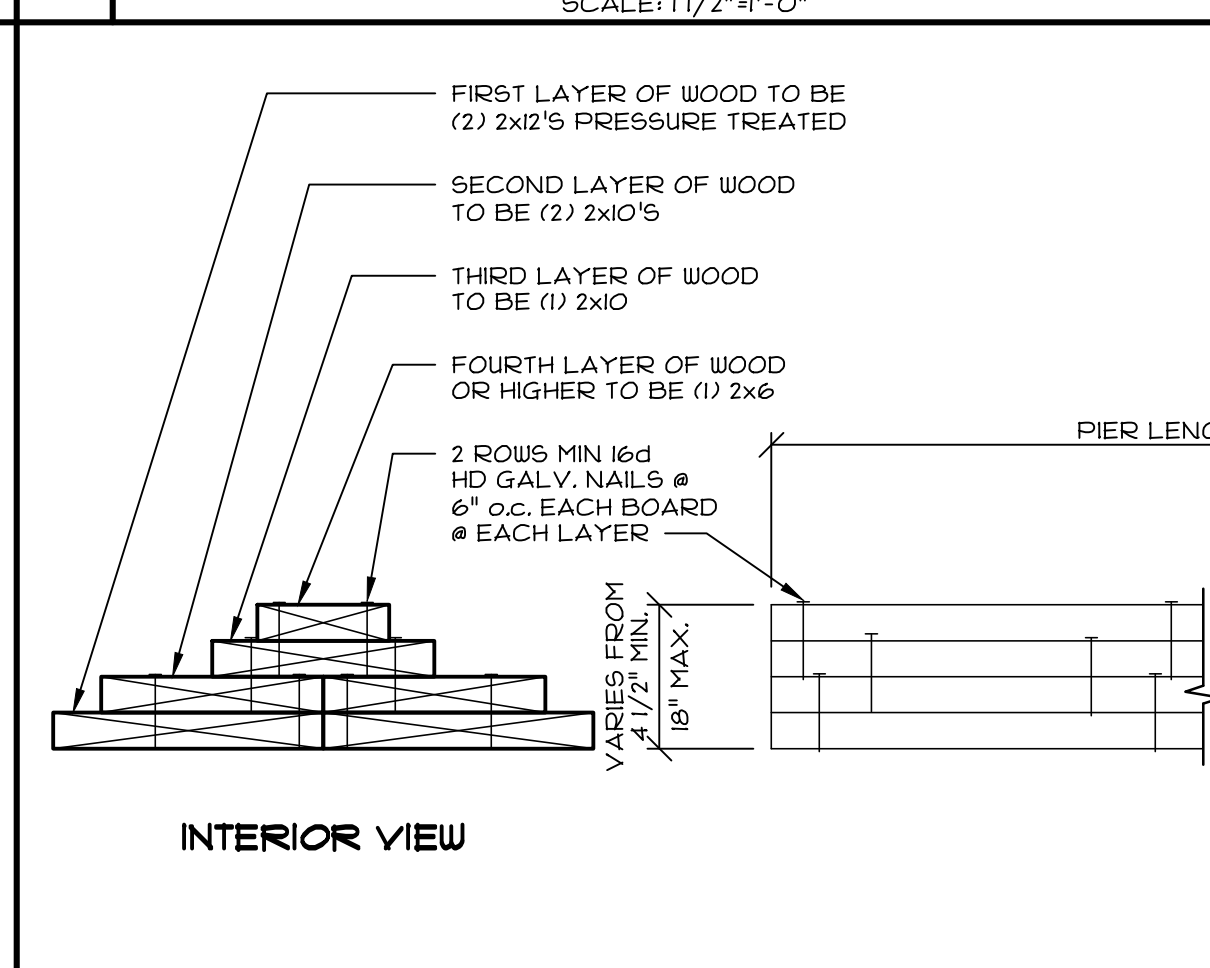 SCALE: 1 1/2"=1'-0"
FIRST LAYER OF WOOD TO BE
(2) 2x12'S PRESSURE TREATED
SECOND LAYER OF WOOD
TO BE (2) 2x10'S
THIRD LAYER OF WOOD
TO BE (1) 2x10
FOURTH LAYER OF WOOD
OR HIGHER TO BE (1) 2x6
2 ROWS MIN 16d
HD GALV. NAILS @
6" o.c. EACH BOARD
@ EACH LAYER
PIER
VARIES FROM
4 1/2" MIN.
18" MAX.
INTERIOR VIEW